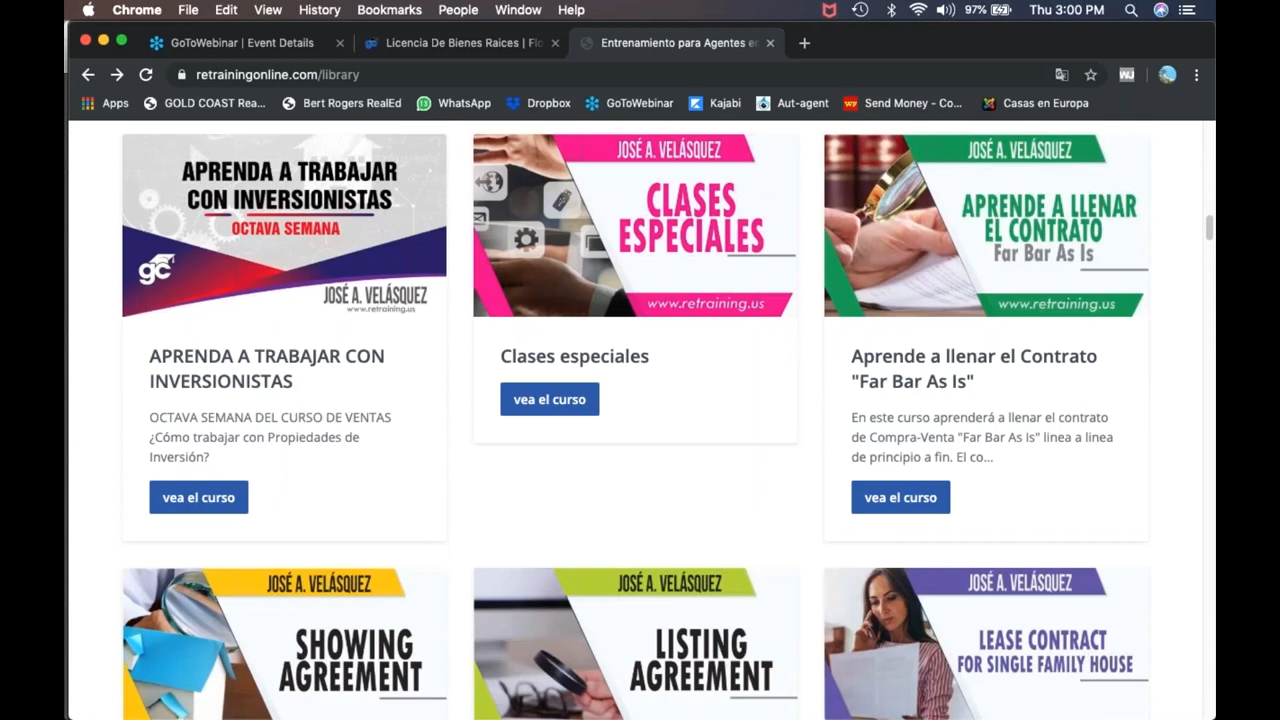 Chrome File Edit View History Bookmarks People Window Help 97% Thu 3:00 PM
GoToWebinar | Event Details Licencia De Bienes Raices | Flo Entrenamiento para Agentes en
retrainingonline.com/library
Apps GOLD COAST Rea... Bert Rogers RealEd WhatsApp Dropbox GoToWebinar Kajabi Aut-agent Send Money - Co... Casas en Europa
APRENDA A TRABAJAR
CON INVERSIONISTAS
OCTAVA SEMANA
gc
JOSÉ A. VELÁSQUEZ
www.retraining.us
JOSÉ A. VELÁSQUEZ
CLASES
ESPECIALES
www.retraining.us
JOSÉ A. VELÁSQUEZ
APRENDE A LLENAR
EL CONTRATO
Far Bar As Is
www.retraining.us
APRENDA A TRABAJAR CON
INVERSIONISTAS
OCTAVA SEMANA DEL CURSO DE VENTAS
¿Cómo trabajar con Propiedades de
Inversión?
vea el curso
Clases especiales
vea el curso
Aprende a llenar el Contrato
"Far Bar As Is"
En este curso aprenderá a llenar el contrato
de Compra-Venta "Far Bar As Is" linea a linea
de principio a fin. El co...
vea el curso
JOSÉ A. VELÁSQUEZ
SHOWING
AGREEMENT
JOSÉ A. VELÁSQUEZ
LISTING
AGREEMENT
JOSÉ A. VELÁSQUEZ
LEASE CONTRACT
FOR SINGLE FAMILY HOUSE